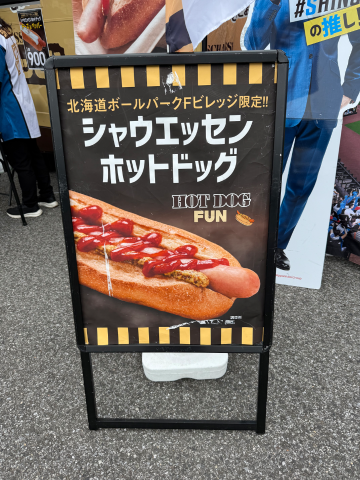 900
#SHIN
の推し
北海道ボールパークFビレッジ限定!!
シャウエッセン
ホットドッグ
HOT DOG
FUN